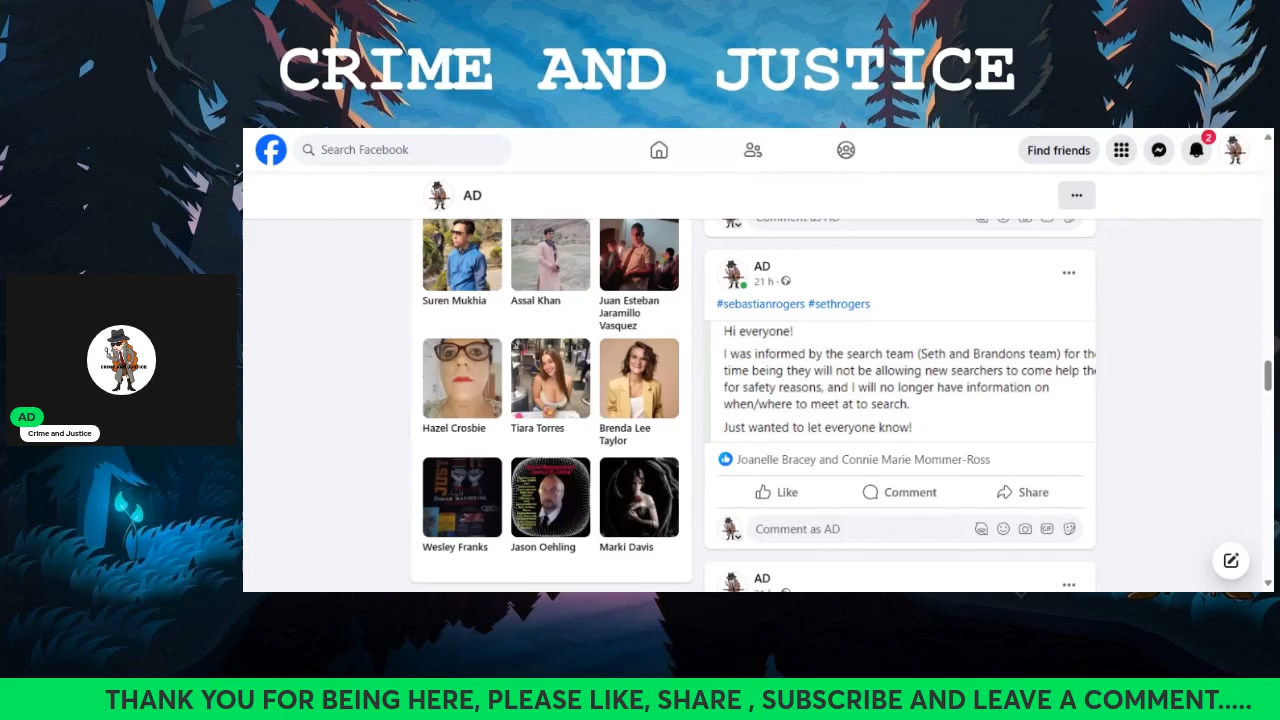 CRIME AND JUSTICE
Search Facebook
Find friends
2
AD
Suren Mukhia
Assal Khan
Juan Esteban
Jaramillo
Vasquez
Hazel Crosbie
Tiara Torres
Brenda Lee
Taylor
Wesley Franks
Jason Oehling
Marki Davis
Comment as AD
AD
21 h
#sebastianrogers #sethrogers
Hi everyone!
I was informed by the search team (Seth and Brandons team) for th
time being they will not be allowing new searchers to come help the
for safety reasons, and I will no longer have information on
when/where to meet at to search.
Just wanted to let everyone know!
Joanelle Bracey and Connie Marie Mommer-Ross
Like
Comment
Share
Comment as AD
GIF
AD
CRIME AND JUSTICE
AD
Crime and Justice
THANK YOU FOR BEING HERE, PLEASE LIKE, SHARE , SUBSCRIBE AND LEAVE A COMMENT.....